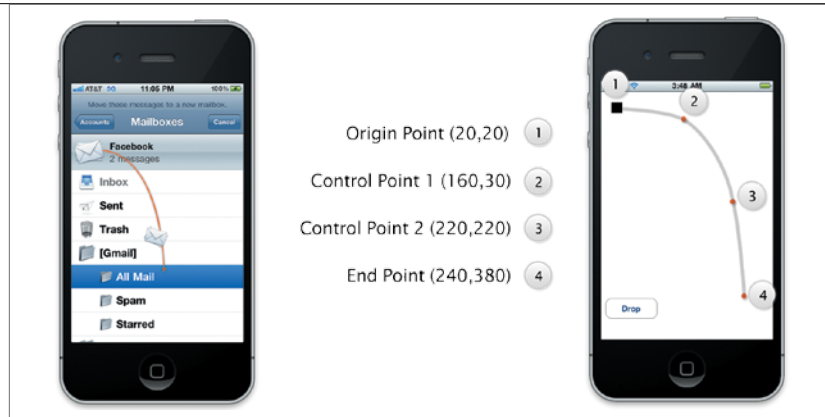 AT&T 3G 11:05 PM 100%
Move these messages to a new mailbox.
Accounts Mailboxes Cancel
Facebook
2 messages
Inbox
Sent
Trash
[Gmail]
All Mail
Spam
Starred
Origin Point (20,20) 1
Control Point 1 (160,30) 2
Control Point 2 (220,220) 3
End Point (240,380) 4
1
3:48 AM
2
3
4
Drop